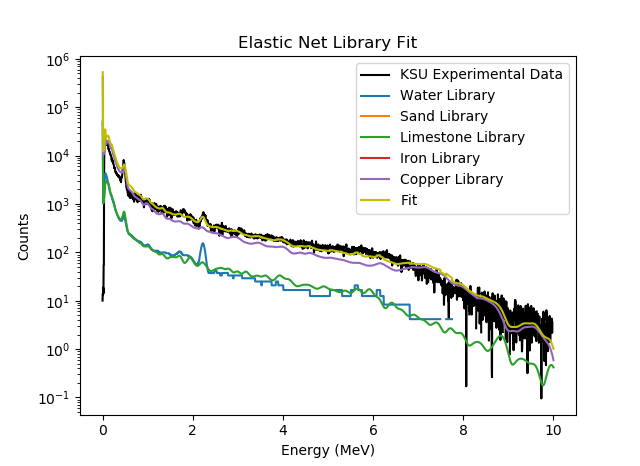 Elastic Net Library Fit
KSU Experimental Data
Water Library
Sand Library
Limestone Library
Iron Library
Copper Library
Fit
Counts
10^6
10^5
10^4
10^3
10^2
10^1
10^0
10^-1
0 2 4 6 8 10
Energy (MeV)